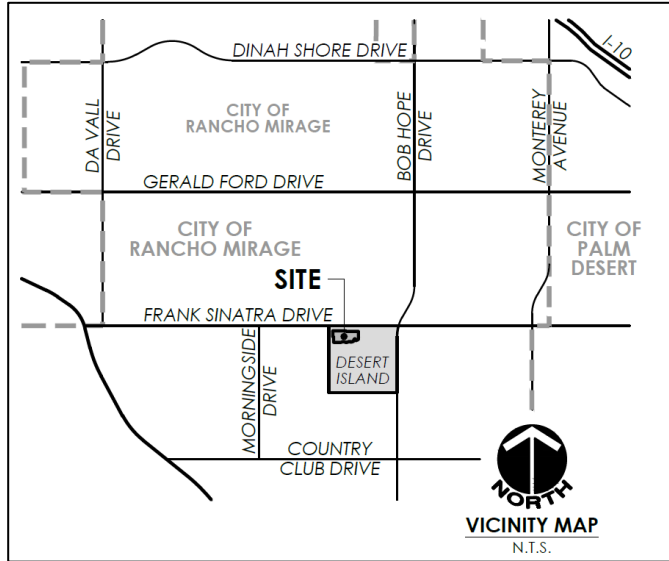 DINAH SHORE DRIVE
I-10
DA VALL
DRIVE
CITY OF
RANCHO MIRAGE
BOB HOPE
DRIVE
MONTEREY
AVENUE
GERALD FORD DRIVE
CITY OF
RANCHO MIRAGE
CITY OF
PALM
DESERT
SITE
FRANK SINATRA DRIVE
MORNINGSIDE
DRIVE
DESERT
ISLAND
COUNTRY
CLUB DRIVE
NORTH
VICINITY MAP
N.T.S.